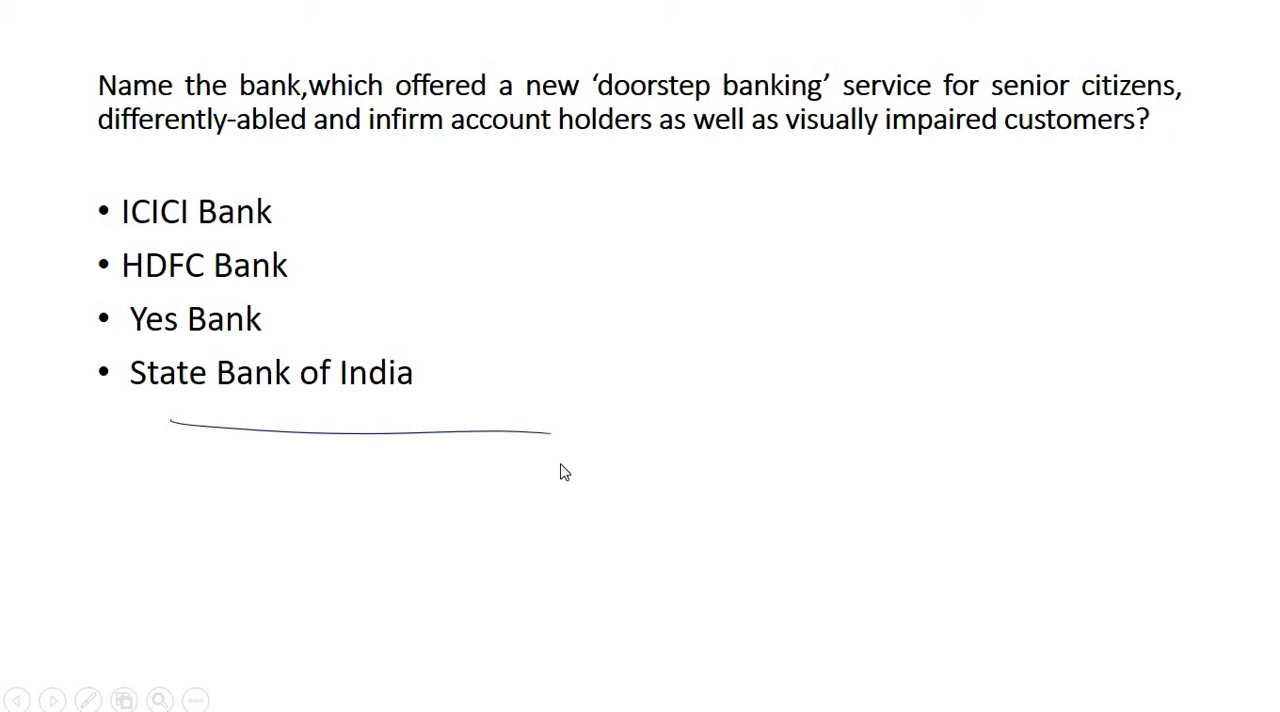 Name the bank,which offered a new ‘doorstep banking’ service for senior citizens,
differently-abled and infirm account holders as well as visually impaired customers?
• ICICI Bank
• HDFC Bank
• Yes Bank
• State Bank of India